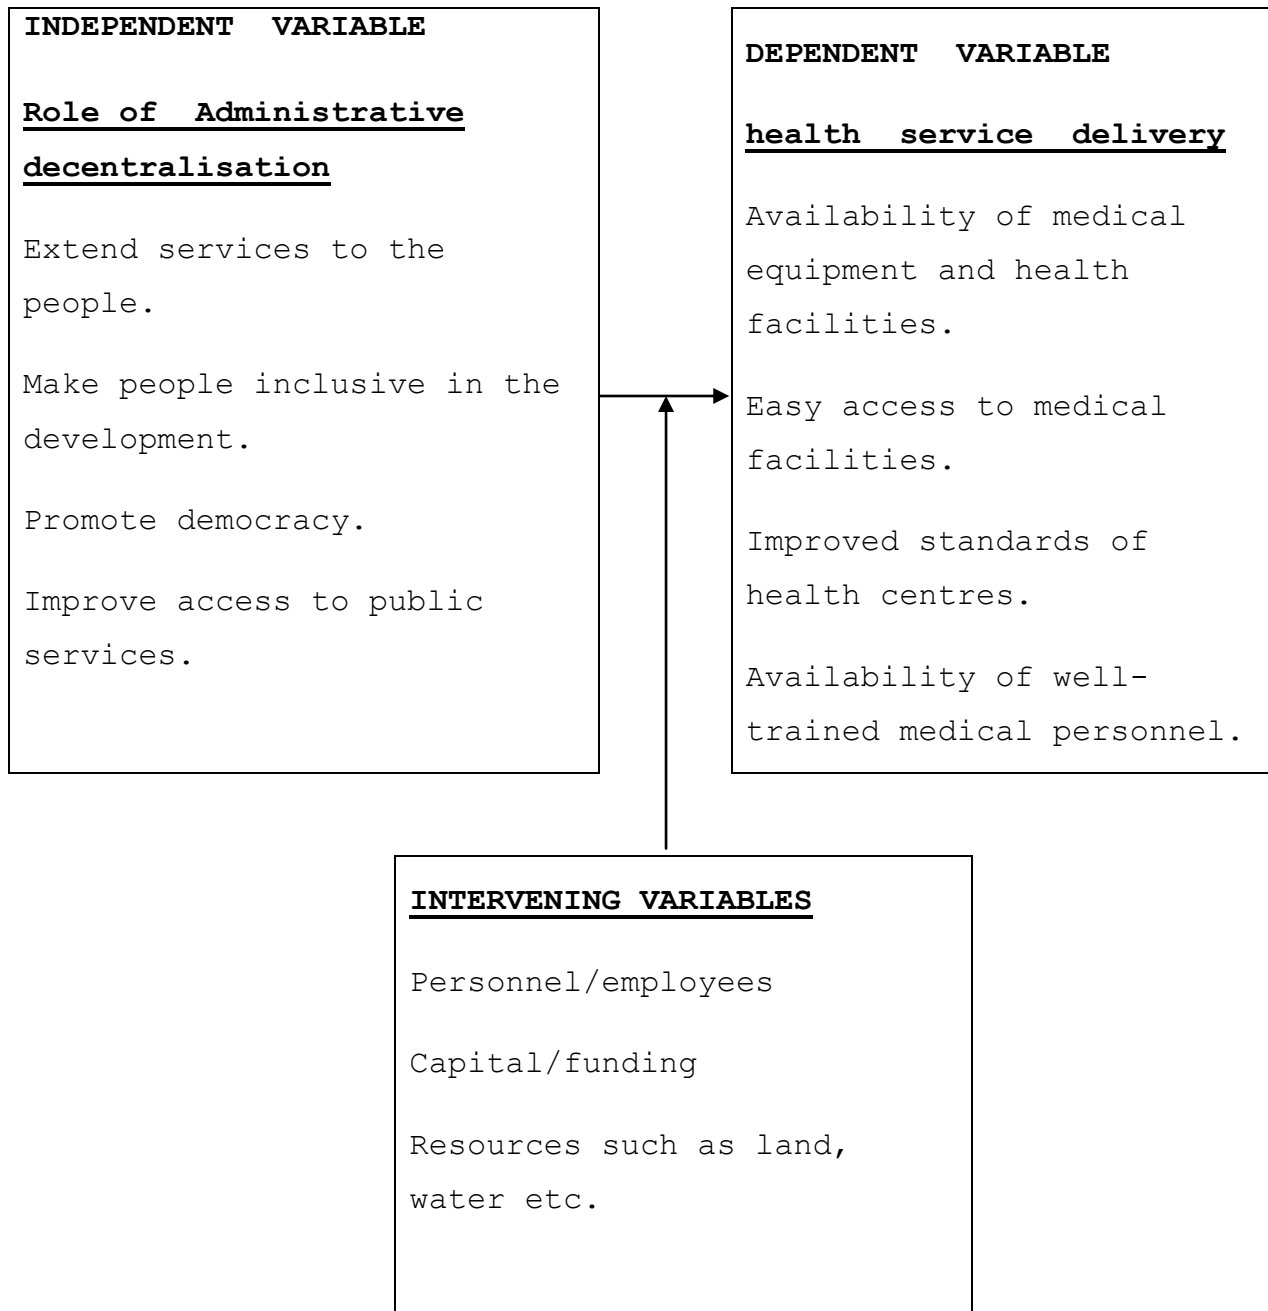 INDEPENDENT VARIABLE
Role of Administrative
decentralisation
Extend services to the
people.
Make people inclusive in the
development.
Promote democracy.
Improve access to public
services.
DEPENDENT VARIABLE
health service delivery
Availability of medical
equipment and health
facilities.
Easy access to medical
facilities.
Improved standards of
health centres.
Availability of well-
trained medical personnel.
INTERVENING VARIABLES
Personnel/employees
Capital/funding
Resources such as land,
water etc.